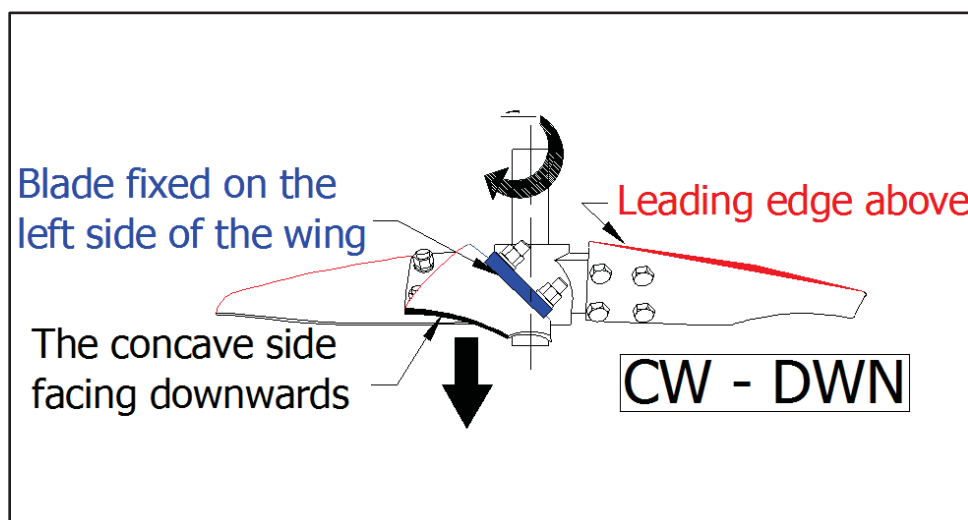 Blade fixed on the
left side of the wing
Leading edge above
The concave side
facing downwards
CW - DWN